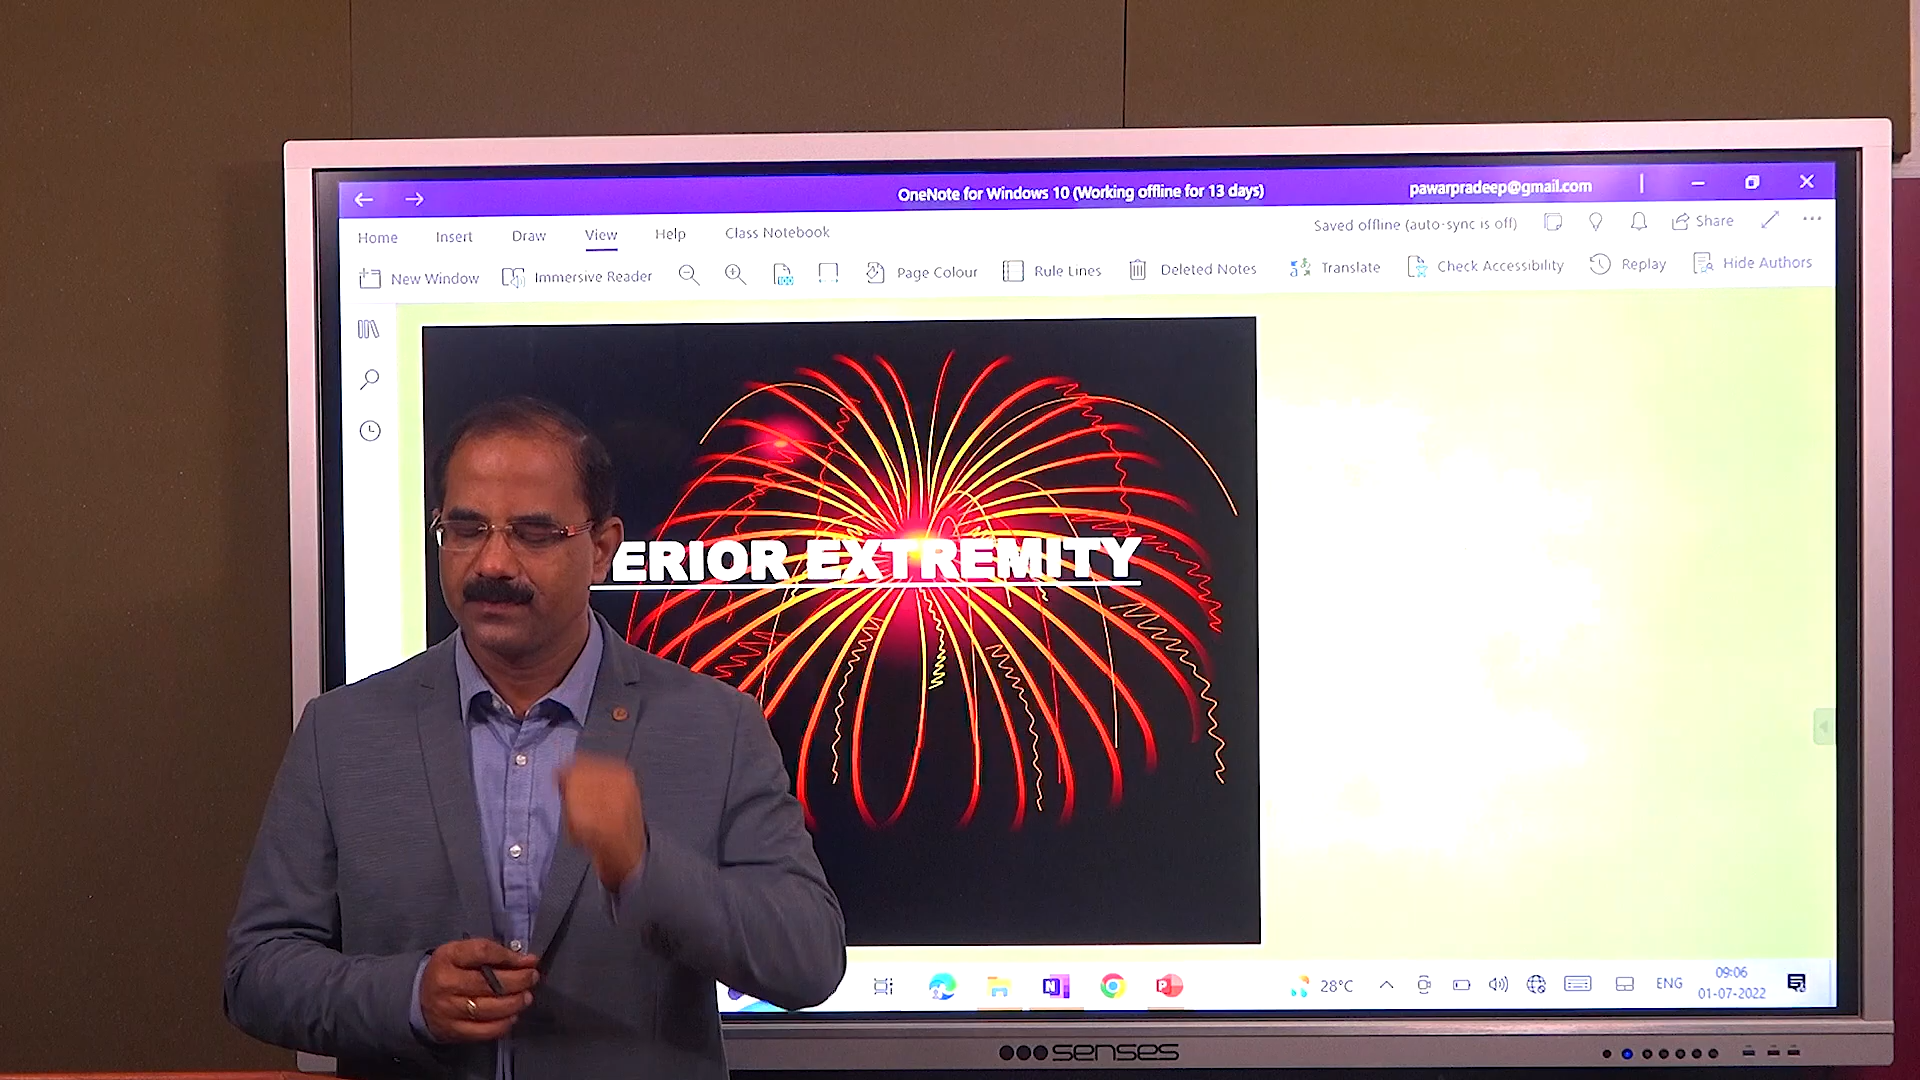 OneNote for Windows 10 (Working offline for 13 days)
pawarpradeep@gmail.com
Home Insert Draw View Help Class Notebook
Saved offline (auto-sync is off) Share
New Window Immersive Reader 100 Page Colour Rule Lines Deleted Notes Translate Check Accessibility Replay Hide Authors
ERIOR EXTREMITY
28°C ENG 09:06
01-07-2022
senses